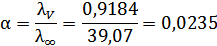 α = λ_V / λ_∞ = 0,9184 / 39,07 = 0,0235